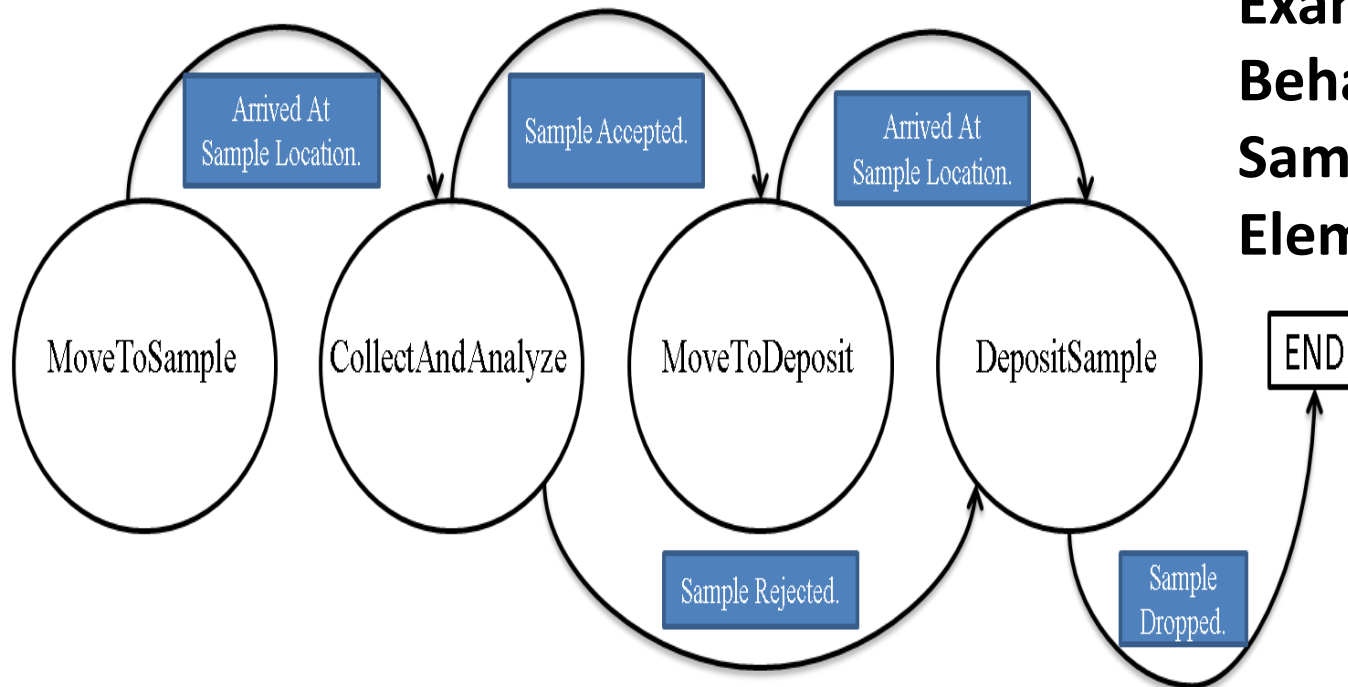 Arrived At
Sample Location.
Sample Accepted.
Arrived At
Sample Location.
MoveToSample
CollectAndAnalyze
MoveToDeposit
DepositSample
Sample Rejected.
Sample
Dropped.
END